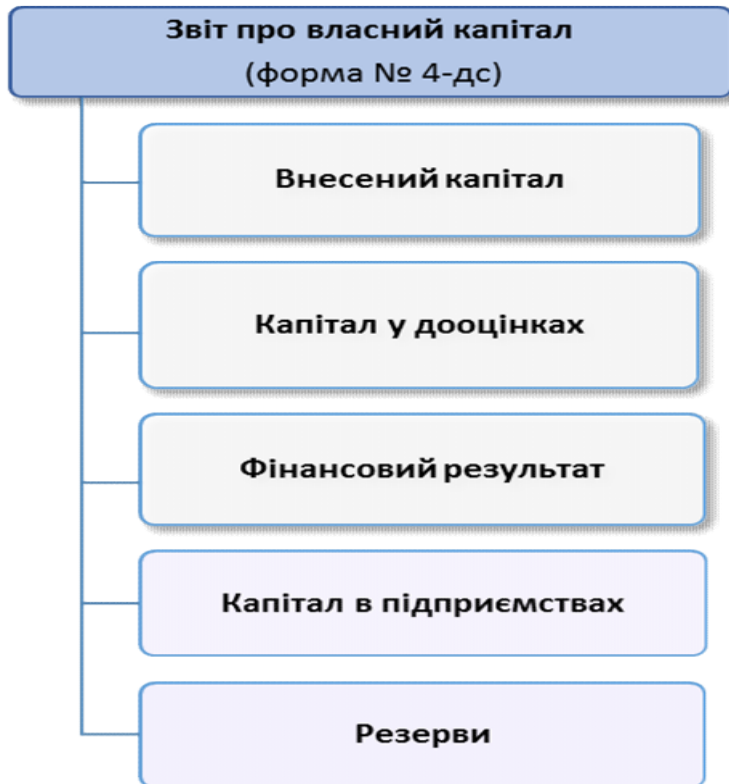 Звіт про власний капітал
(форма № 4-дс)
Внесений капітал
Капітал у дооцінках
Фінансовий результат
Капітал в підприємствах
Резерви